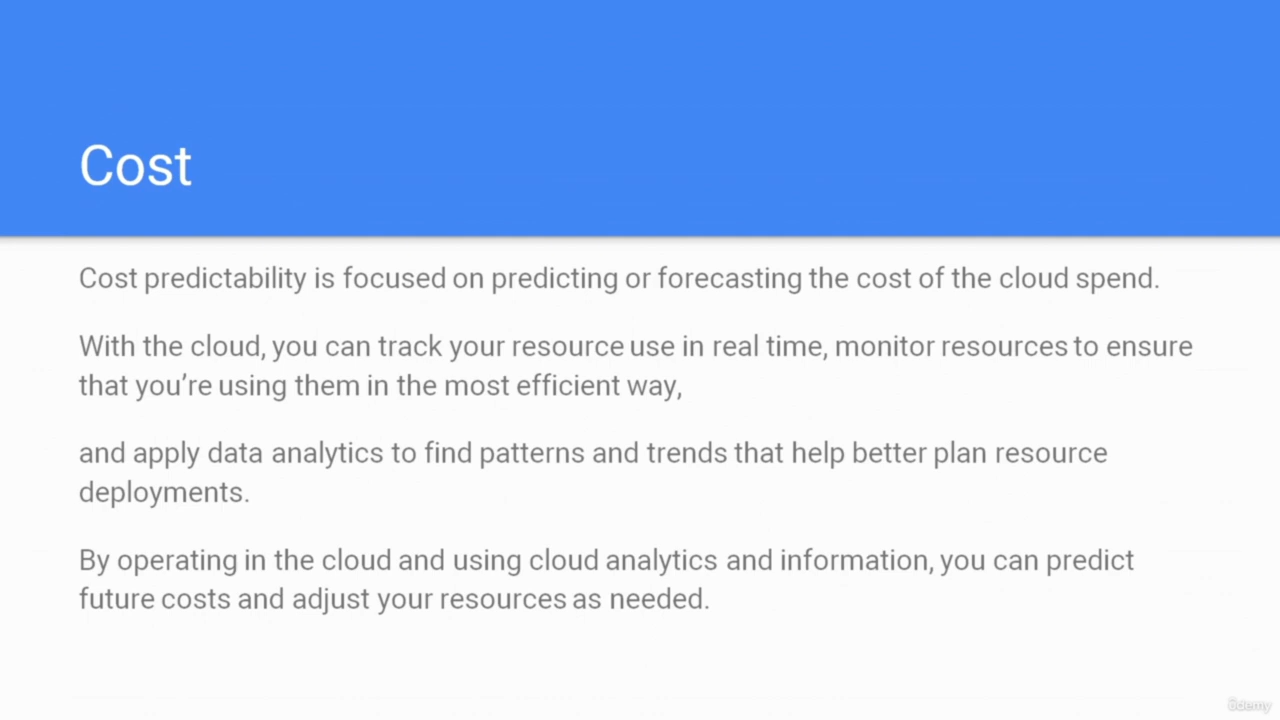 Cost
Cost predictability is focused on predicting or forecasting the cost of the cloud spend.
With the cloud, you can track your resource use in real time, monitor resources to ensure
that you’re using them in the most efficient way,
and apply data analytics to find patterns and trends that help better plan resource
deployments.
By operating in the cloud and using cloud analytics and information, you can predict
future costs and adjust your resources as needed.
ûdemy